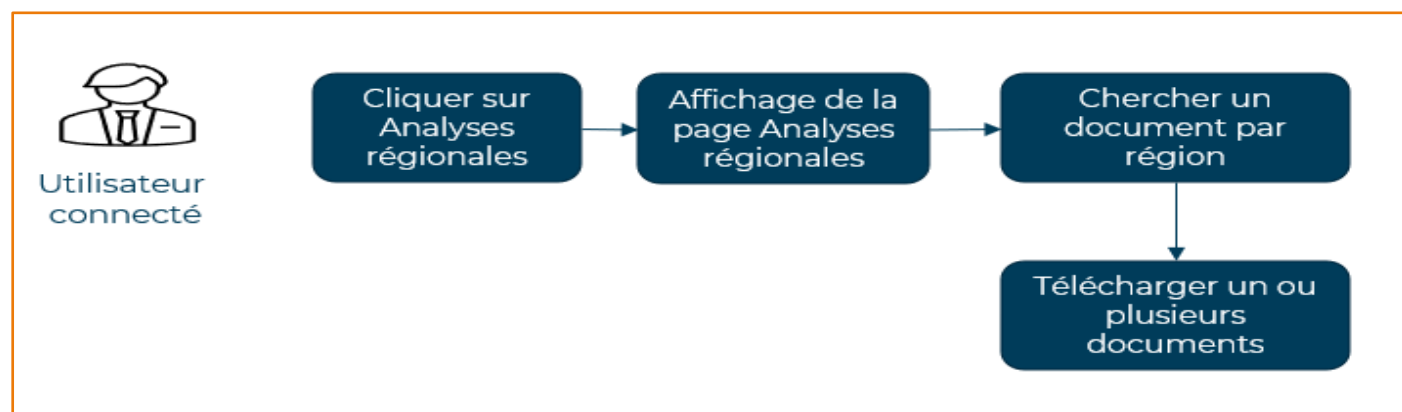 Utilisateur
connecté
Cliquer sur
Analyses
régionales
Affichage de la
page Analyses
régionales
Chercher un
document par
région
Télécharger un ou
plusieurs
documents